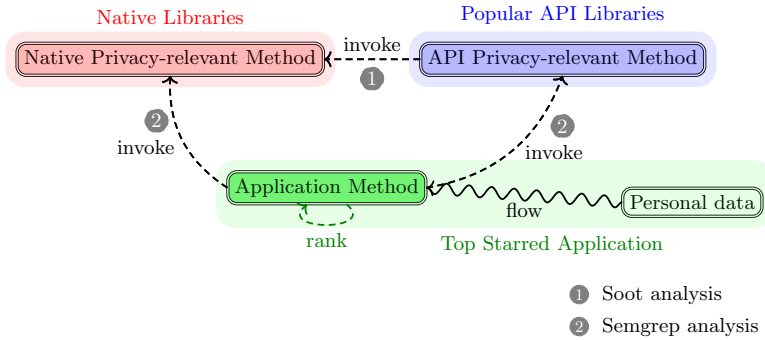 Native Libraries
Popular API Libraries
Native Privacy-relevant Method
invoke
API Privacy-relevant Method
1
2
invoke
2
invoke
Application Method
Personal data
flow
rank
Top Starred Application
1 Soot analysis
2 Semgrep analysis